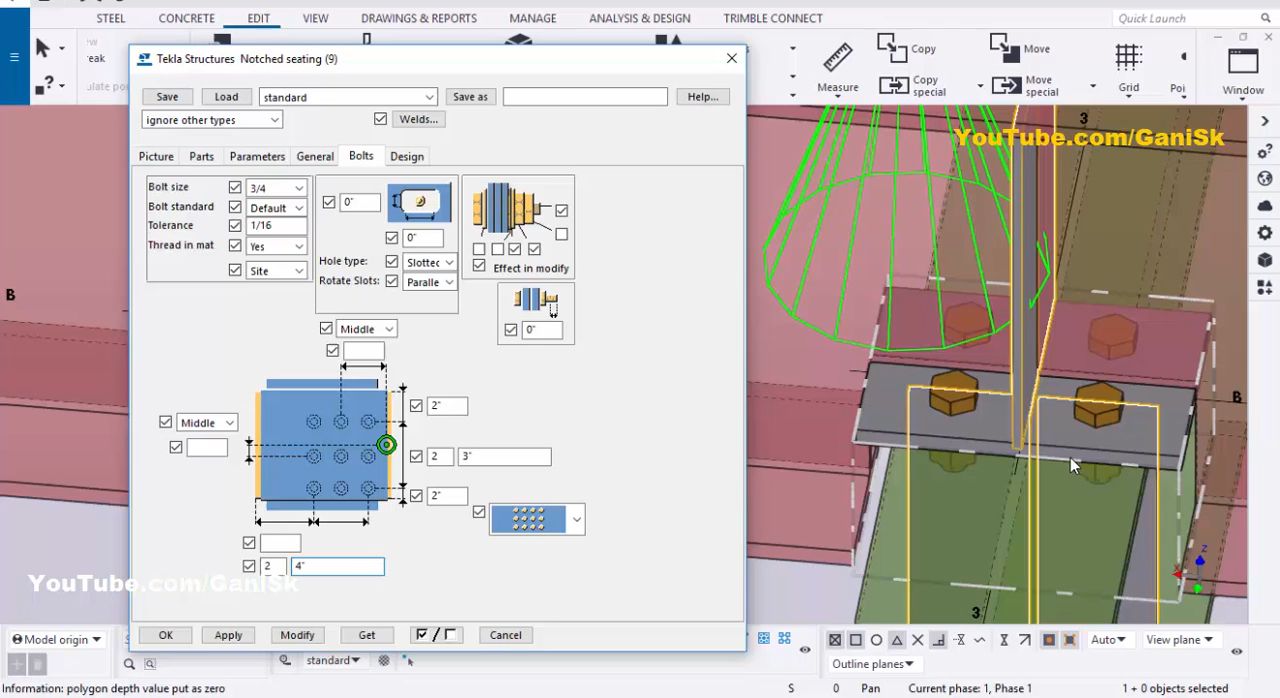 STEEL CONCRETE EDIT VIEW DRAWINGS & REPORTS MANAGE ANALYSIS & DESIGN TRIMBLE CONNECT Quick Launch
Tekla Structures Notched seating (9)
Copy Move
eak
Copy special Move special
Measure Grid Window
Save Load standard Save as Help...
ignore other types Welds...
3
YouTube.com/GaniSk
Picture Parts Parameters General Bolts Design
Bolt size 3/4
Bolt standard Default
Tolerance 1/16
Thread in mat Yes
Site
0"
0"
Hole type: Slottec
Rotate Slots: Paralle
Effect in modify
0"
B
Middle
B
2"
Middle
2 3"
2"
2 4"
YouTube.com/GaniSk
3
z
x
OK Apply Modify Get / Cancel
Model origin
standard
Auto View plane
Outline planes
Information: polygon depth value put as zero S 0 Pan Current phase: 1, Phase 1 1 + 0 objects selected